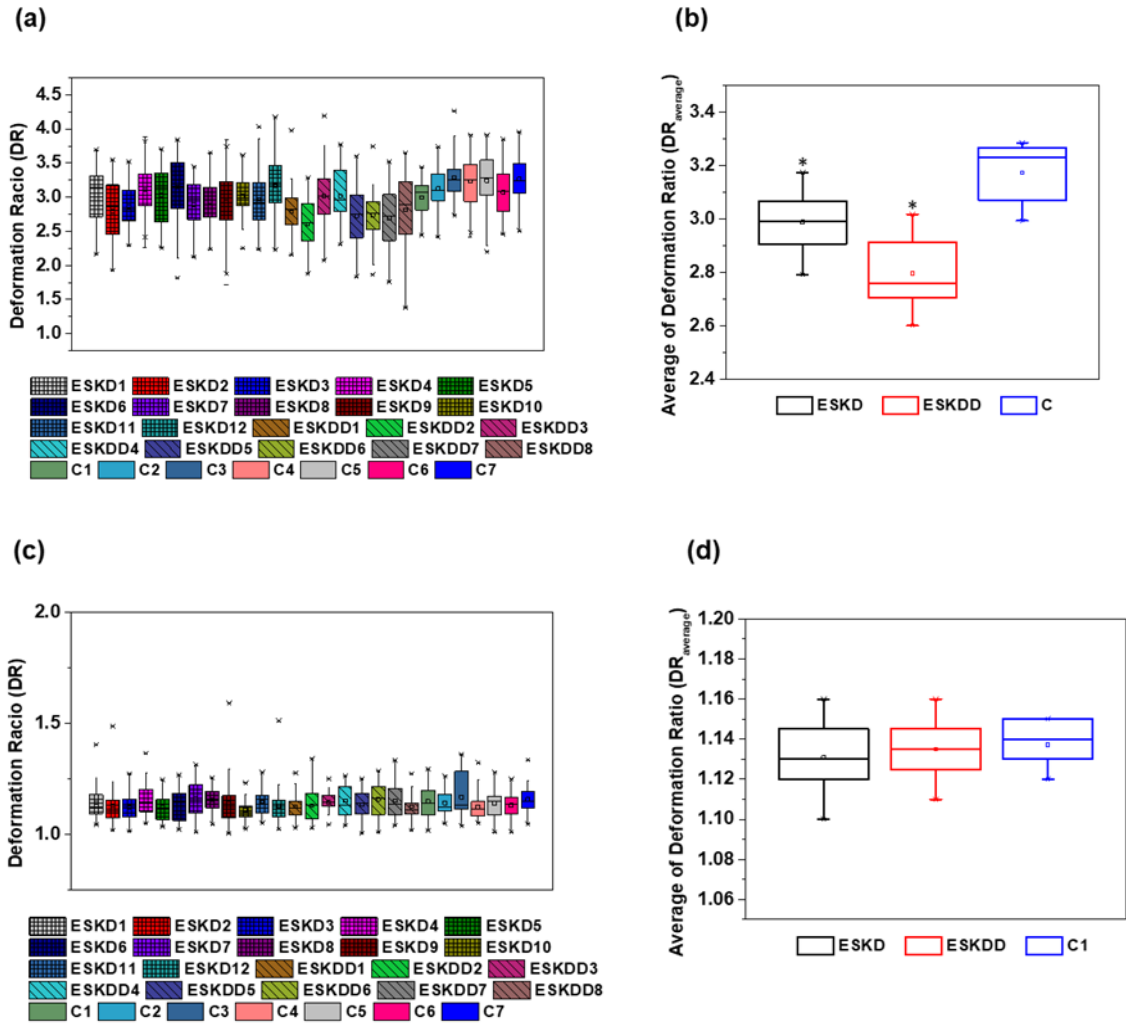 (a)
(b)
Deformation Racio (DR)
4.5
4.0
3.5
3.0
2.5
2.0
1.5
1.0
ESKD1 ESKD2 ESKD3 ESKD4 ESKD5
ESKD6 ESKD7 ESKD8 ESKD9 ESKD10
ESKD11 ESKD12 ESKDD1 ESKDD2 ESKDD3
ESKDD4 ESKDD5 ESKDD6 ESKDD7 ESKDD8
C1 C2 C3 C4 C5 C6 C7
Average of Deformation Ratio (DRaverage)
3.4
3.2
3.0
2.8
2.6
2.4
*
*
ESKD ESKDD C
(c)
(d)
Deformation Racio (DR)
2.0
1.5
1.0
ESKD1 ESKD2 ESKD3 ESKD4 ESKD5
ESKD6 ESKD7 ESKD8 ESKD9 ESKD10
ESKD11 ESKD12 ESKDD1 ESKDD2 ESKDD3
ESKDD4 ESKDD5 ESKDD6 ESKDD7 ESKDD8
C1 C2 C3 C4 C5 C6 C7
Average of Deformation Ratio (DRaverage)
1.20
1.18
1.16
1.14
1.12
1.10
1.08
1.06
ESKD ESKDD C1